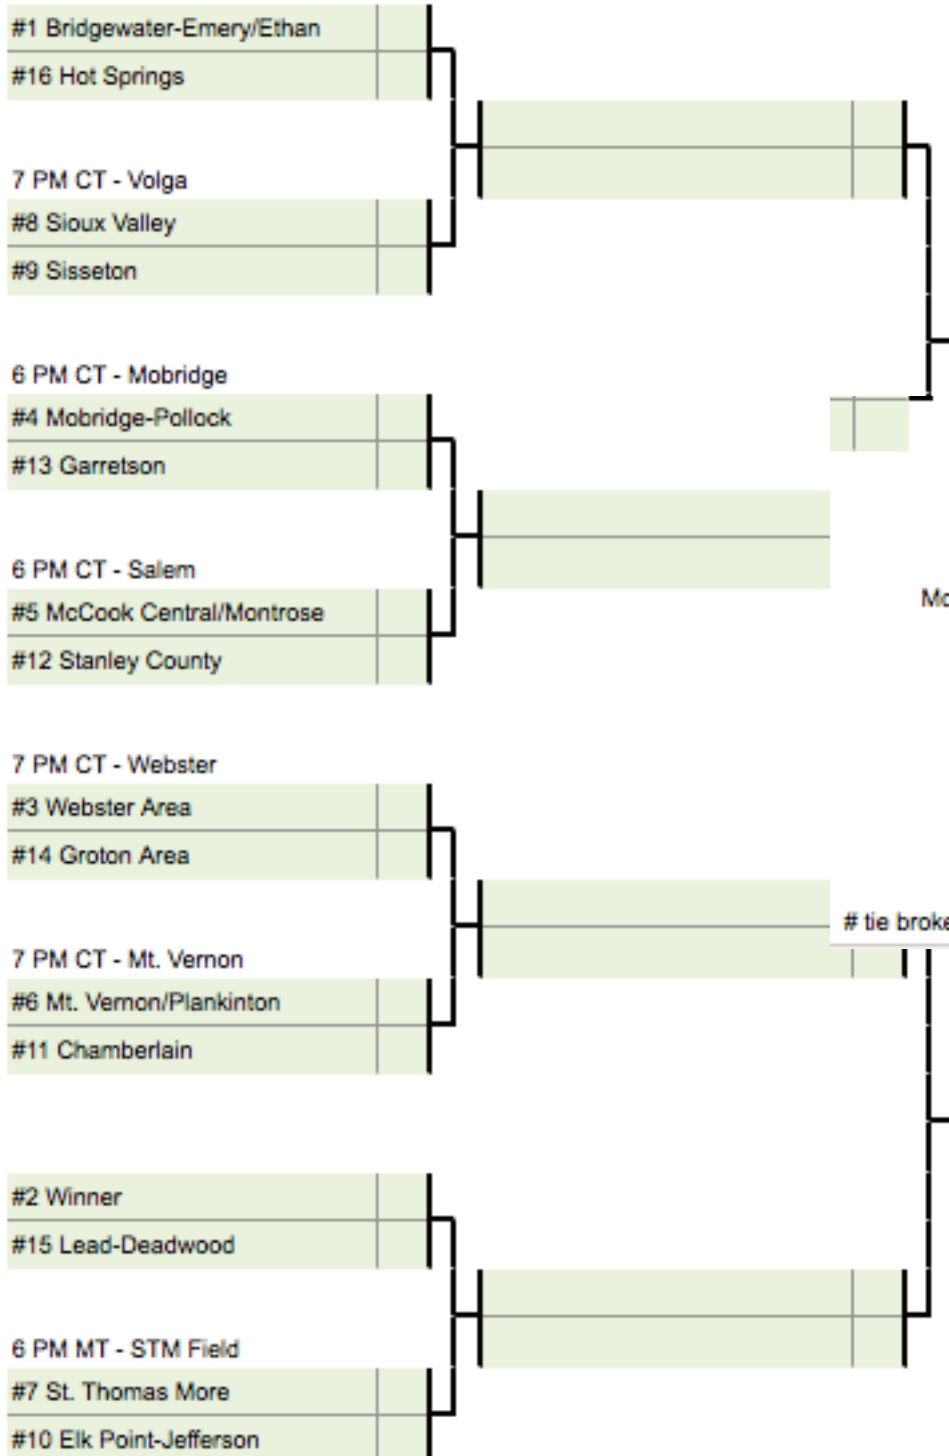 #1 Bridgewater-Emery/Ethan
#16 Hot Springs
7 PM CT - Volga
#8 Sioux Valley
#9 Sisseton
6 PM CT - Mobridge
#4 Mobridge-Pollock
#13 Garretson
6 PM CT - Salem
#5 McCook Central/Montrose
#12 Stanley County
7 PM CT - Webster
#3 Webster Area
#14 Groton Area
7 PM CT - Mt. Vernon
#6 Mt. Vernon/Plankinton
#11 Chamberlain
#2 Winner
#15 Lead-Deadwood
6 PM MT - STM Field
#7 St. Thomas More
#10 Elk Point-Jefferson
# tie